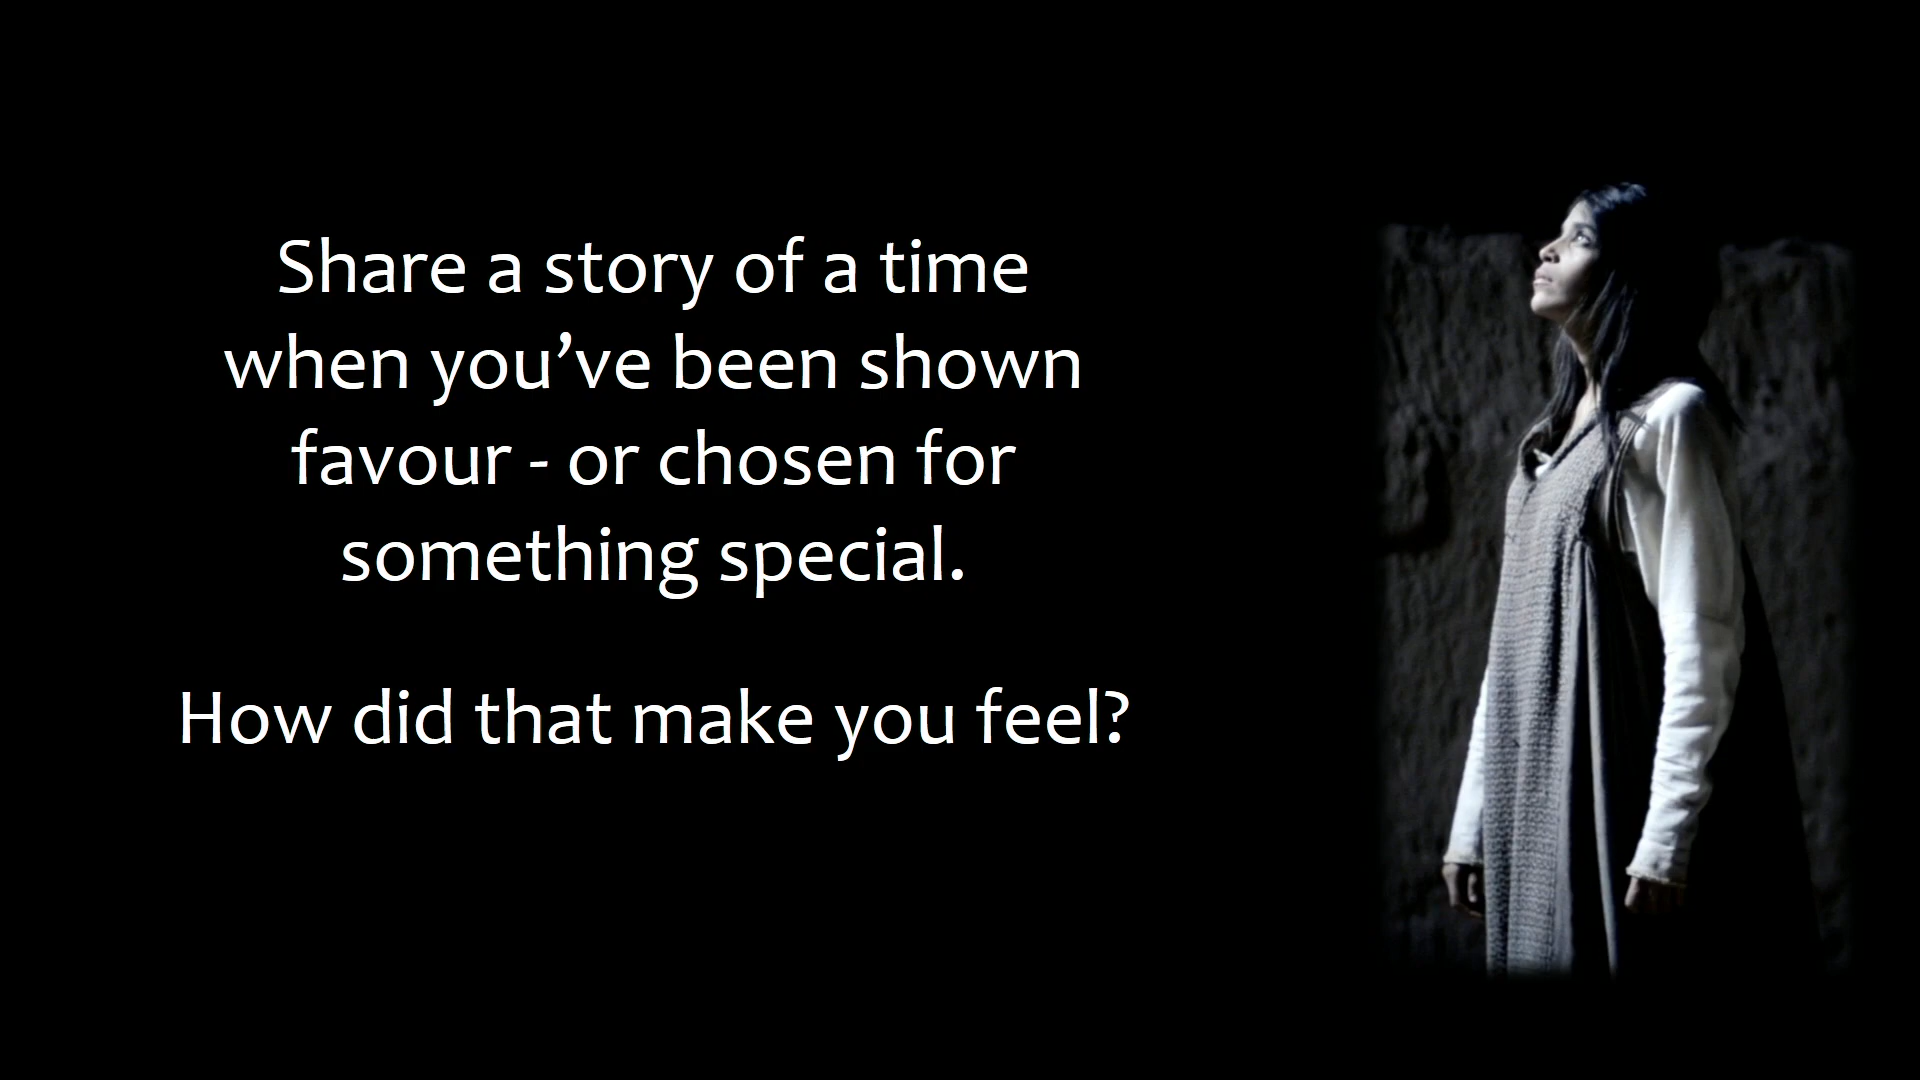 Share a story of a time
when you’ve been shown
favour - or chosen for
something special.
How did that make you feel?